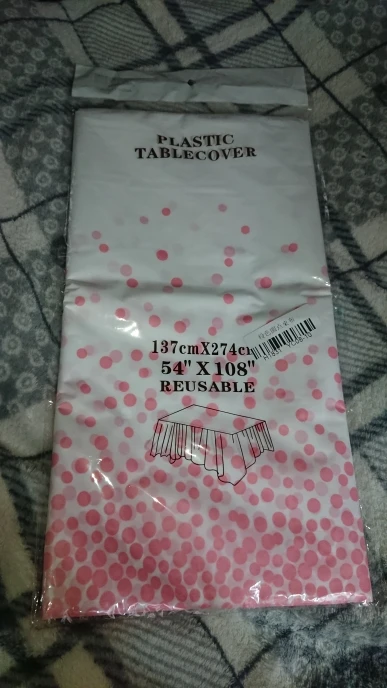 PLASTIC
TABLECOVER
137cmX274cm
54" X 108"
REUSABLE